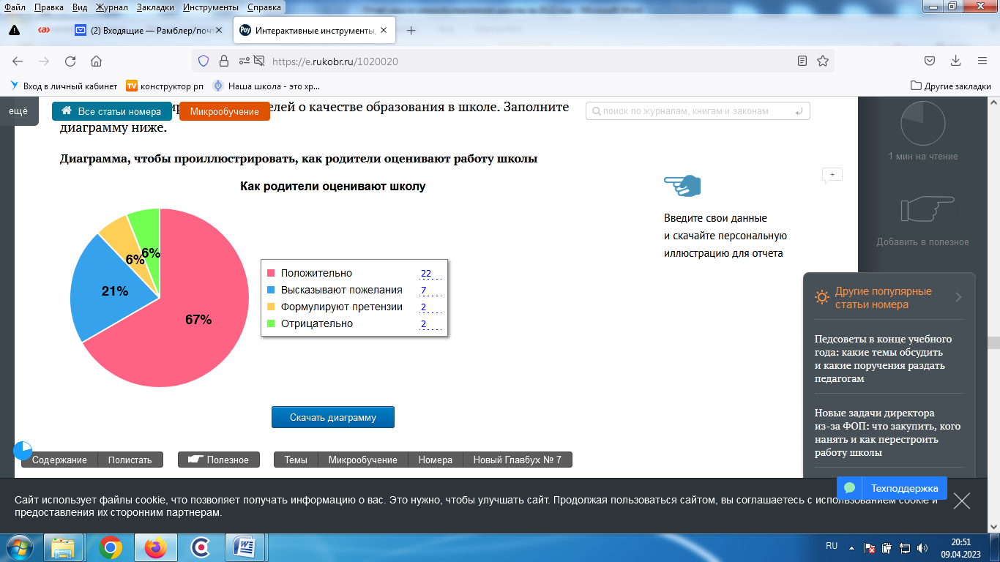 Файл Правка Вид Журнал Закладки Инструменты Справка
(2) Входящие — Рамблер/почт
Роу Интерактивные инструменты,
https://e.rukobr.ru/1020020
Вход в личный кабинет
TV конструктор рп
Наша школа - это хр...
Другие закладки
ещё
Все статьи номера
Микрообучение
елей о качестве образования в школе. Заполните
диаграмму ниже.
поиск по журналам, книгам и законам
1 мин на чтение
Диаграмма, чтобы проиллюстрировать, как родители оценивают работу школы
Как родители оценивают школу
6%
6%
21%
67%
Положительно 22
Высказывают пожелания 7
Формулируют претензии 2
Отрицательно 2
Скачать диаграмму
+
Введите свои данные
и скачайте персональную
иллюстрацию для отчета
Добавить в полезное
Другие популярные
статьи номера
Педсоветы в конце учебного
года: какие темы обсудить
и какие поручения раздать
педагогам
Новые задачи директора
из-за ФОП: что закупить, кого
нанять и как перестроить
работу школы
Содержание Полистать Полезное Темы Микрообучение Номера Новый Главбух № 7
Техподдержка
Сайт использует файлы cookie, что позволяет получать информацию о вас. Это нужно, чтобы улучшать сайт. Продолжая пользоваться сайтом, вы соглашаетесь с использованием cookie и
предоставления их сторонним партнерам.
RU
20:51
09.04.2023